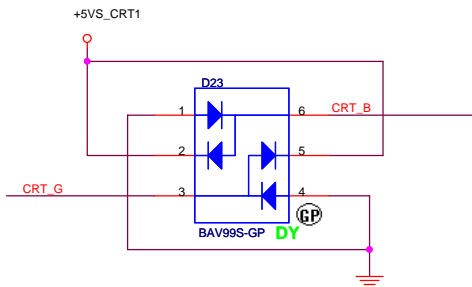 +5VS_CRT1
D23
1
6
CRT_B
2
5
CRT_G
3
4
GP
BAV99S-GP
DY